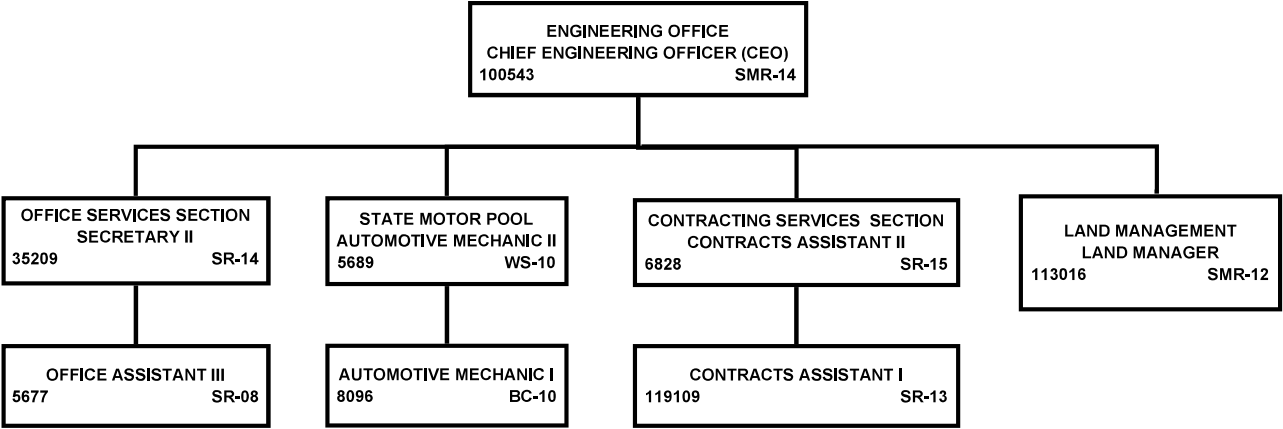 ENGINEERING OFFICE
CHIEF ENGINEERING OFFICER (CEO)
100543 SMR-14
OFFICE SERVICES SECTION
SECRETARY II
35209 SR-14
STATE MOTOR POOL
AUTOMOTIVE MECHANIC II
5689 WS-10
CONTRACTING SERVICES SECTION
CONTRACTS ASSISTANT II
6828 SR-15
LAND MANAGEMENT
LAND MANAGER
113016 SMR-12
OFFICE ASSISTANT III
5677 SR-08
AUTOMOTIVE MECHANIC I
8096 BC-10
CONTRACTS ASSISTANT I
119109 SR-13